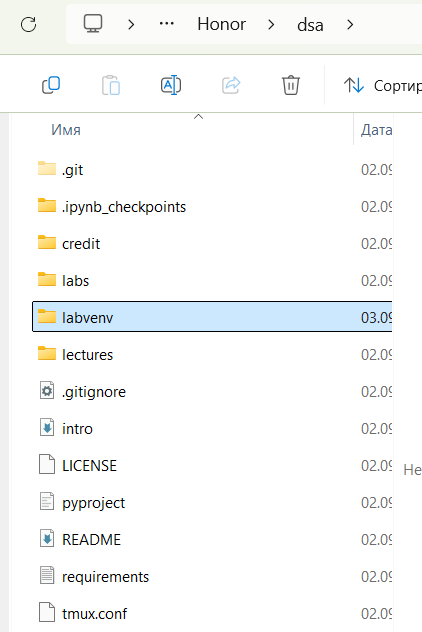 ··· Honor dsa
Сортир
Имя Дата
.git 02.09
.ipynb_checkpoints 02.09
credit 02.09
labs 02.09
labvenv 03.09
lectures 02.09
.gitignore 02.09
intro 02.09
LICENSE 02.09
Не
pyproject 02.09
README 02.09
requirements 02.09
tmux.conf 02.09